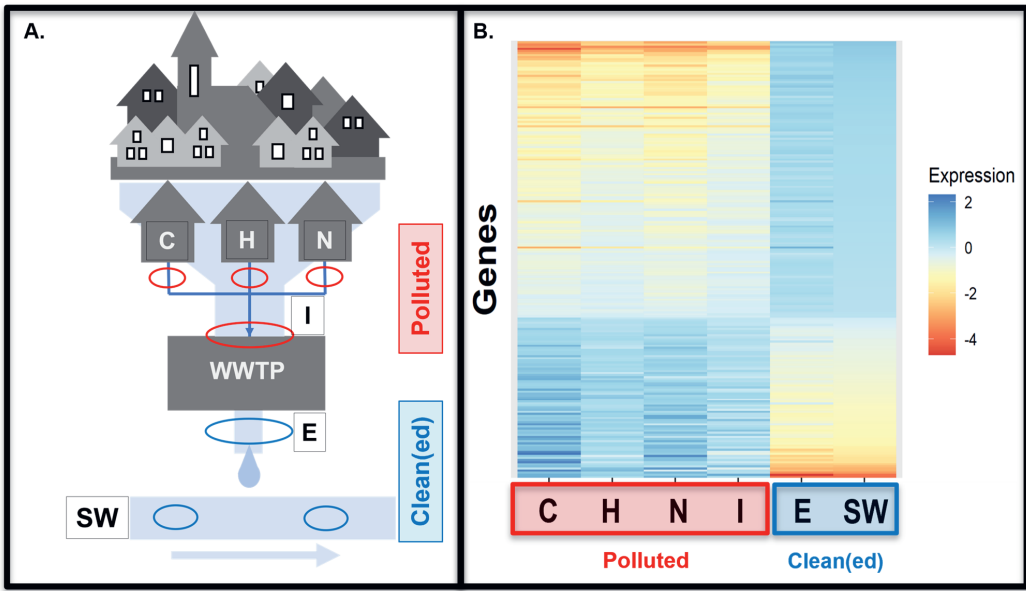 A.
C
H
N
I
WWTP
E
SW
Polluted
Clean(ed)
B.
Genes
Expression
2
0
-2
-4
C H N I E SW
Polluted Clean(ed)